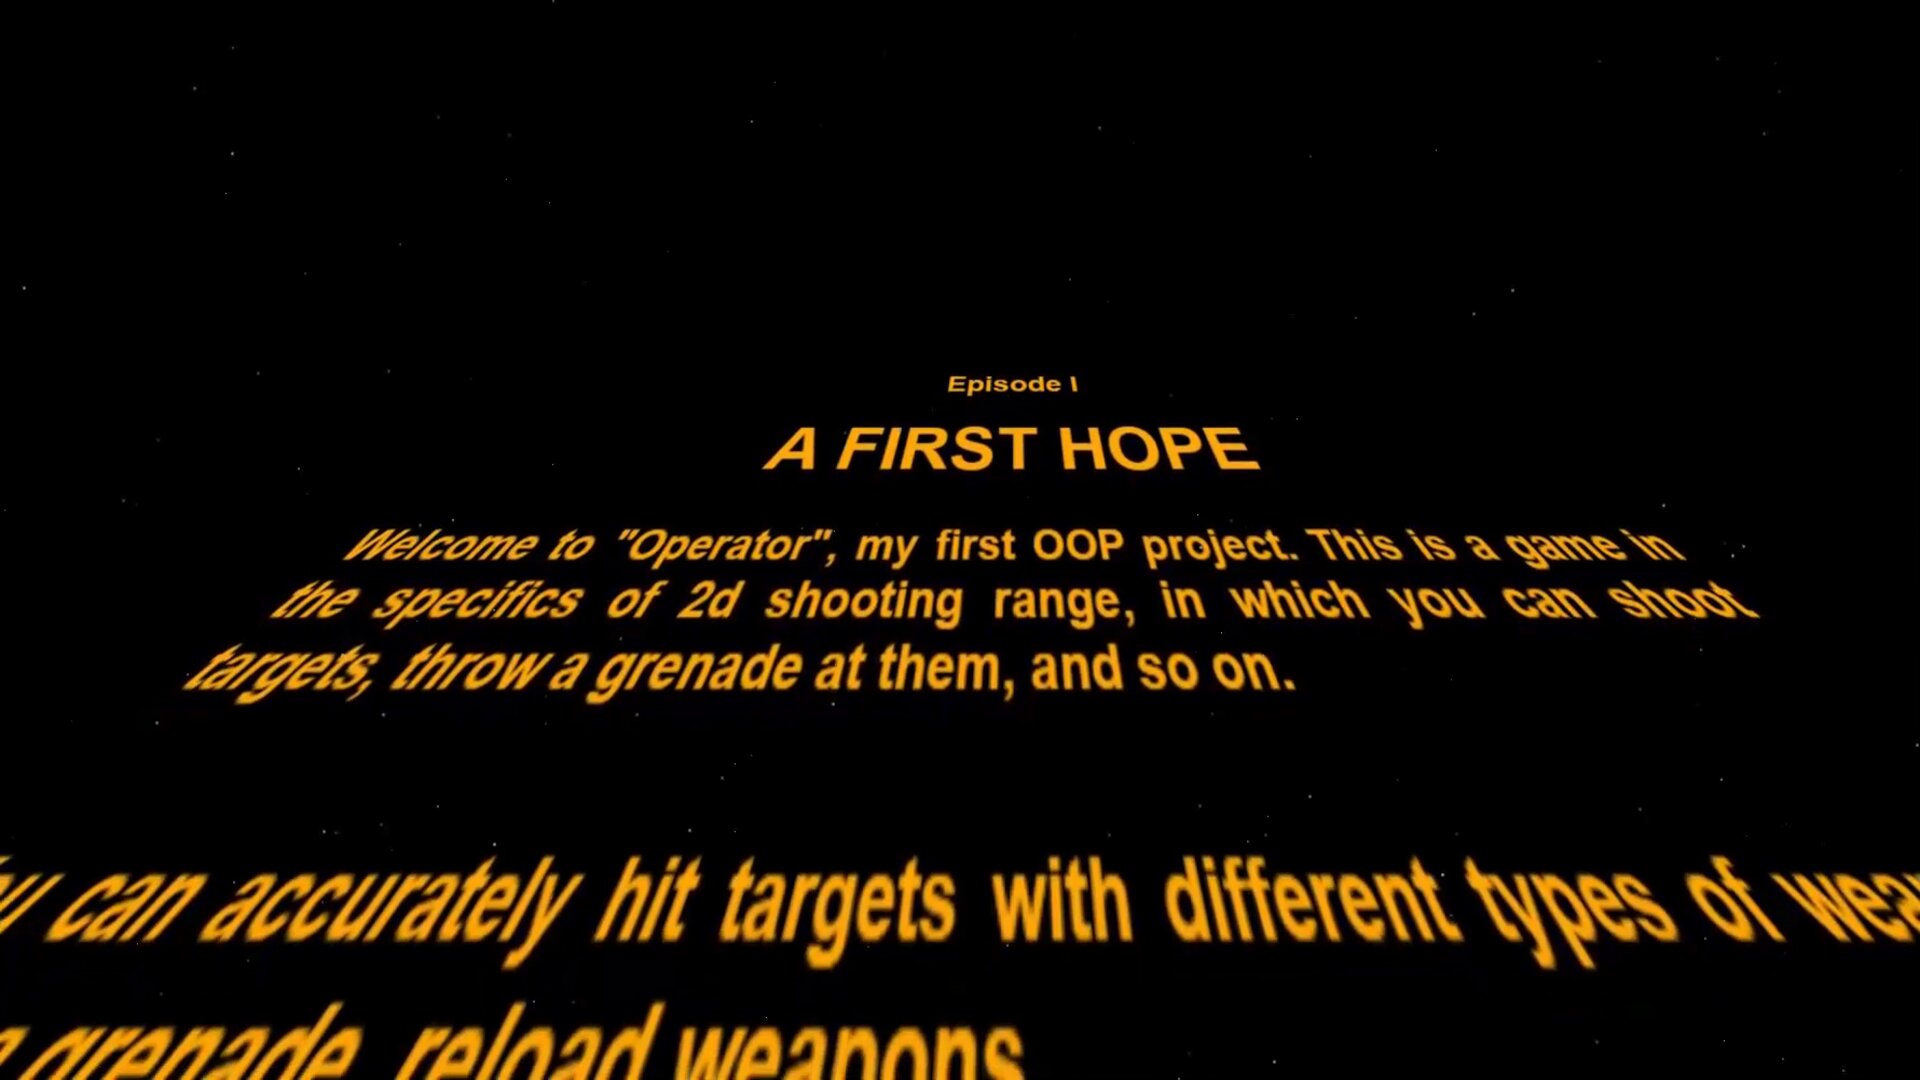 Episode I
A FIRST HOPE
Welcome to "Operator", my first OOP project. This is a game in
the specifics of 2d shooting range, in which you can shoot
targets, throw a grenade at them, and so on.
can accurately hit targets with different types of
grenade, reload weapons